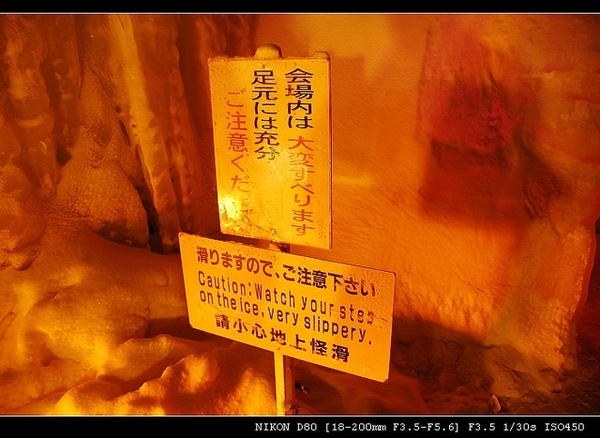 会場内は大変すべります
足元には充分
ご注意くだ
滑りますので、ご注意下さい
Caution: Watch your step
on the ice, very slippery.
請小心地上怪滑
NIKON D80 [18-200mm F3.5-F5.6] F3.5 1/30s ISO450